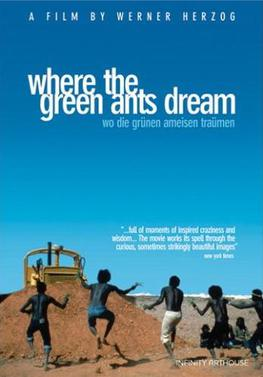 A FILM BY WERNER HERZOG
where the
green ants dream
wo die grünen ameisen traümen
"...full of moments of inspired craziness and
wisdom... The movie works its spell through the
curious, sometimes strikingly beautiful images"
new york times
INFINITY ARTHOUSE